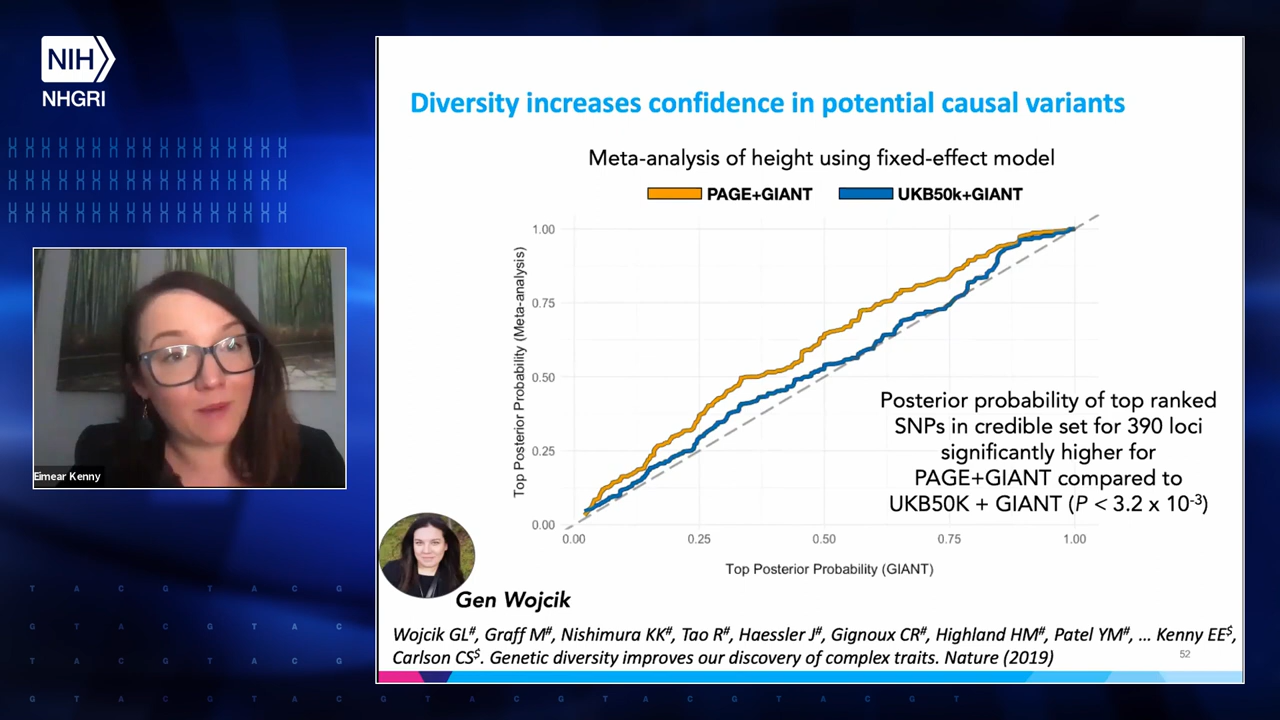 NIH
NHGRI
Diversity increases confidence in potential causal variants
Meta-analysis of height using fixed-effect model
PAGE+GIANT
UKB50k+GIANT
1.00
0.75
0.50
0.25
0.00
Top Posterior Probability (Meta-analysis)
0.00
0.25
0.50
0.75
1.00
Top Posterior Probability (GIANT)
Posterior probability of top ranked
SNPs in credible set for 390 loci
significantly higher for
PAGE+GIANT compared to
UKB50K + GIANT (P < 3.2 x 10-3)
Eimear Kenny
Gen Wojcik
Wojcik GL#, Graff M#, Nishimura KK#, Tao R#, Haessler J#, Gignoux CR#, Highland HM#, Patel YM#, ... Kenny EE$,
Carlson CS$. Genetic diversity improves our discovery of complex traits. Nature (2019)
52
T A C G T A C G
G T A C G T A C G
T A C G T A C G
G T A C G T A C G T A C G T A C G T A C G T A C G T